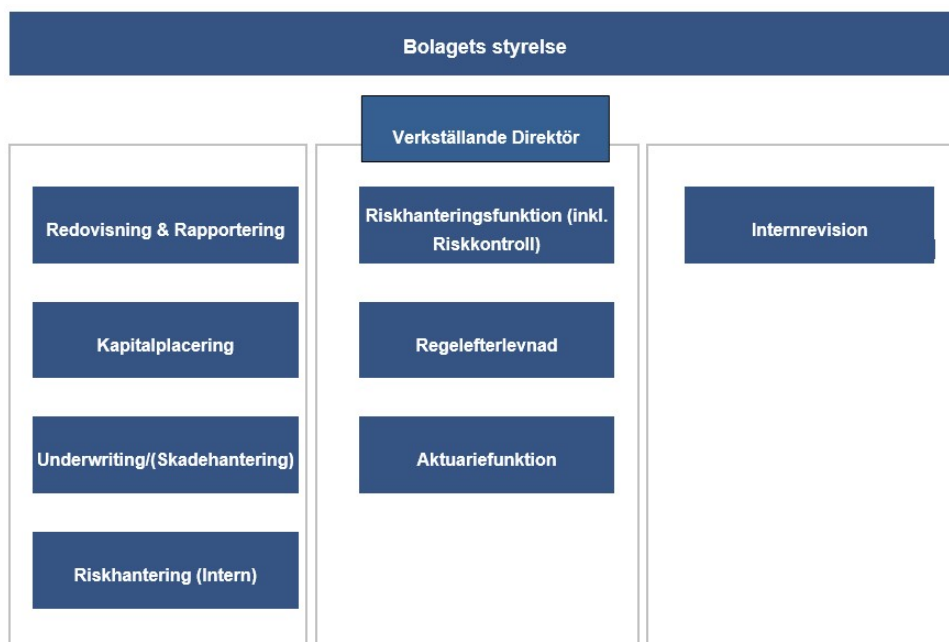 Bolagets styrelse
Verkställande Direktör
Redovisning & Rapportering
Kapitalplacering
Underwriting/(Skadehantering)
Riskhantering (Intern)
Riskhanteringsfunktion (inkl.
Riskkontroll)
Regelefterlevnad
Aktuariefunktion
Internrevision